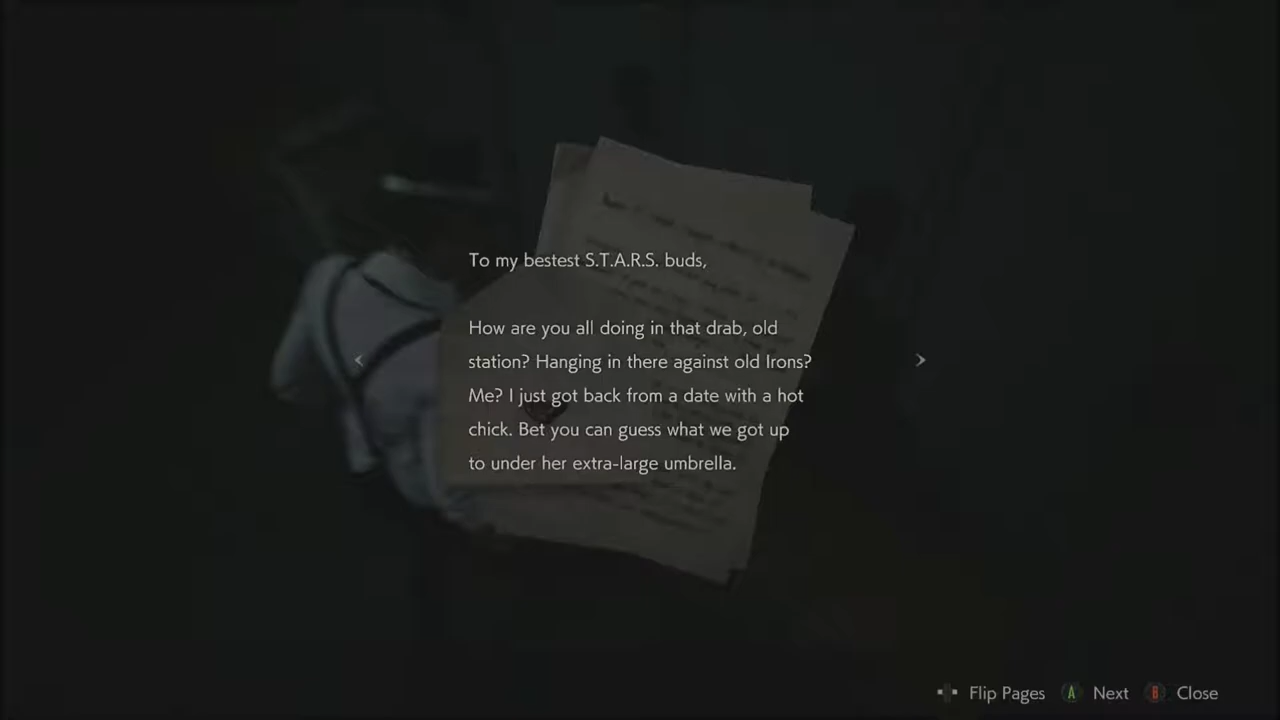 To my bestest S.T.A.R.S. buds,
How are you all doing in that drab, old
station? Hanging in there against old Irons?
Me? I just got back from a date with a hot
chick. Bet you can guess what we got up
to under her extra-large umbrella.
Flip Pages A Next B Close